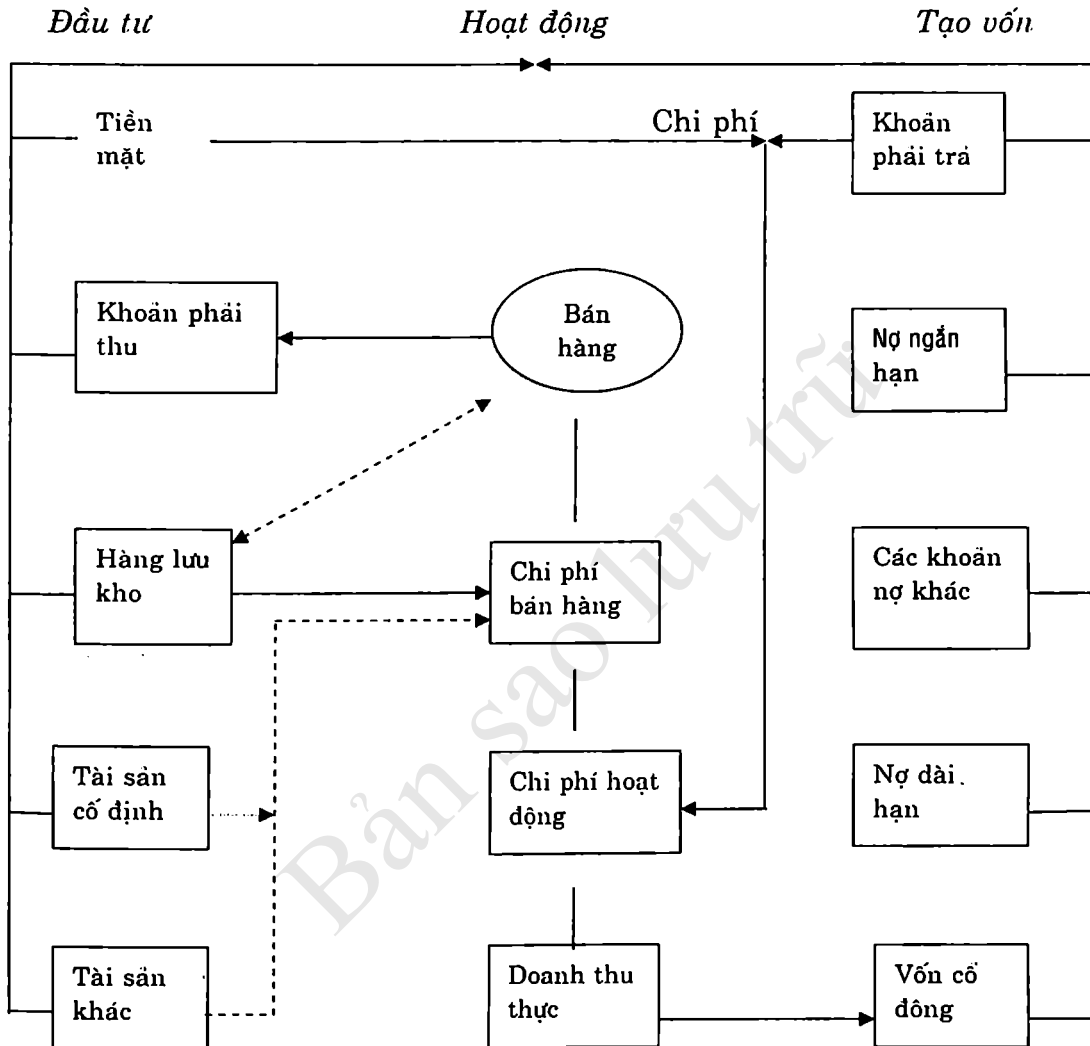 Đầu tư
Hoạt động
Tạo vốn
Tiền
mặt
Chi phí
Khoản
phải trả
Khoản phải
thu
Bán
hàng
Nợ ngắn
hạn
Hàng lưu
kho
Chi phí
bán hàng
Các khoản
nợ khác
Tài sản
cố định
Chi phí hoạt
động
Nợ dài
hạn
Tài sản
khác
Doanh thu
thực
Vốn cổ
đông
Bản sao lưu trữ